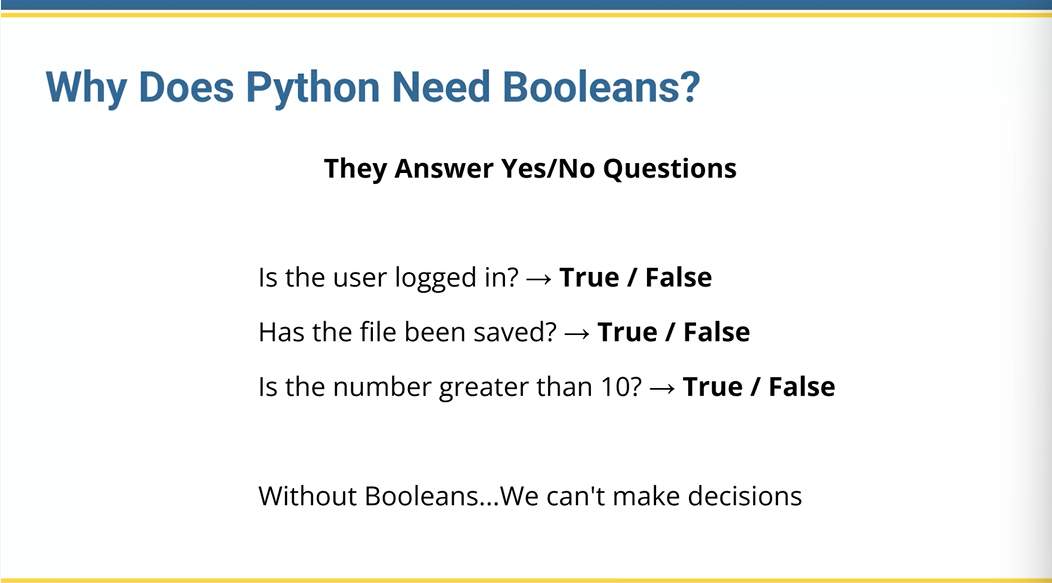 Why Does Python Need Booleans?
They Answer Yes/No Questions
Is the user logged in? → True / False
Has the file been saved? → True / False
Is the number greater than 10? → True / False
Without Booleans...We can't make decisions